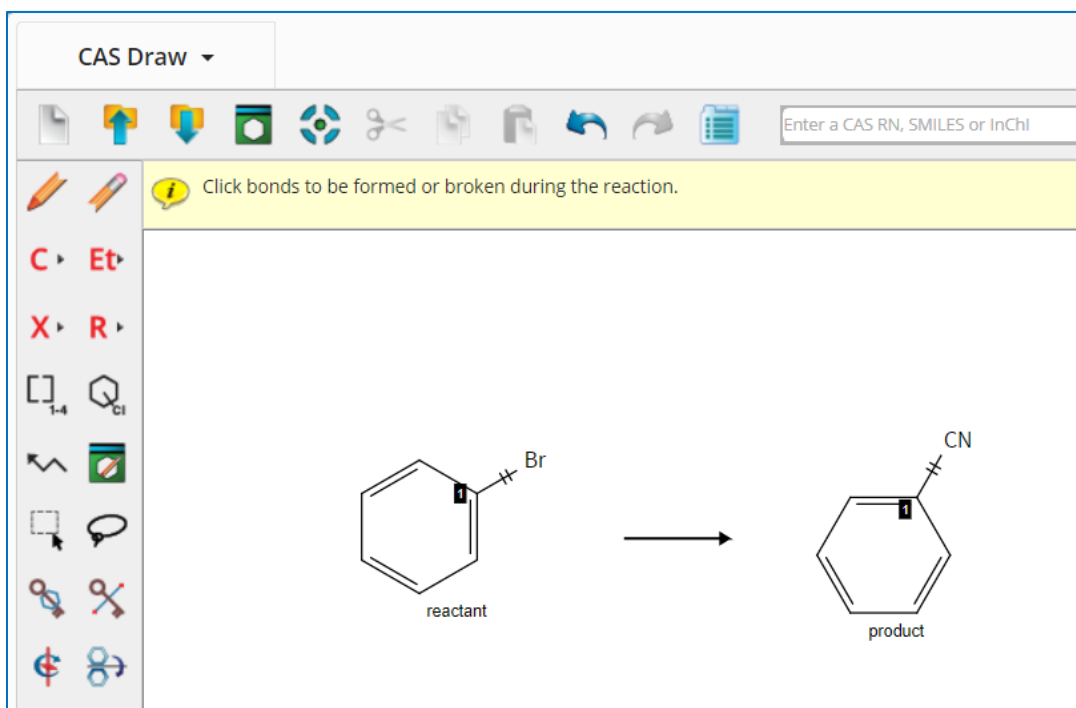 CAS Draw
Enter a CAS RN, SMILES or InChI
Click bonds to be formed or broken during the reaction.
C Et
X R
1-4 Cl
CN
Br
1
1
reactant
product